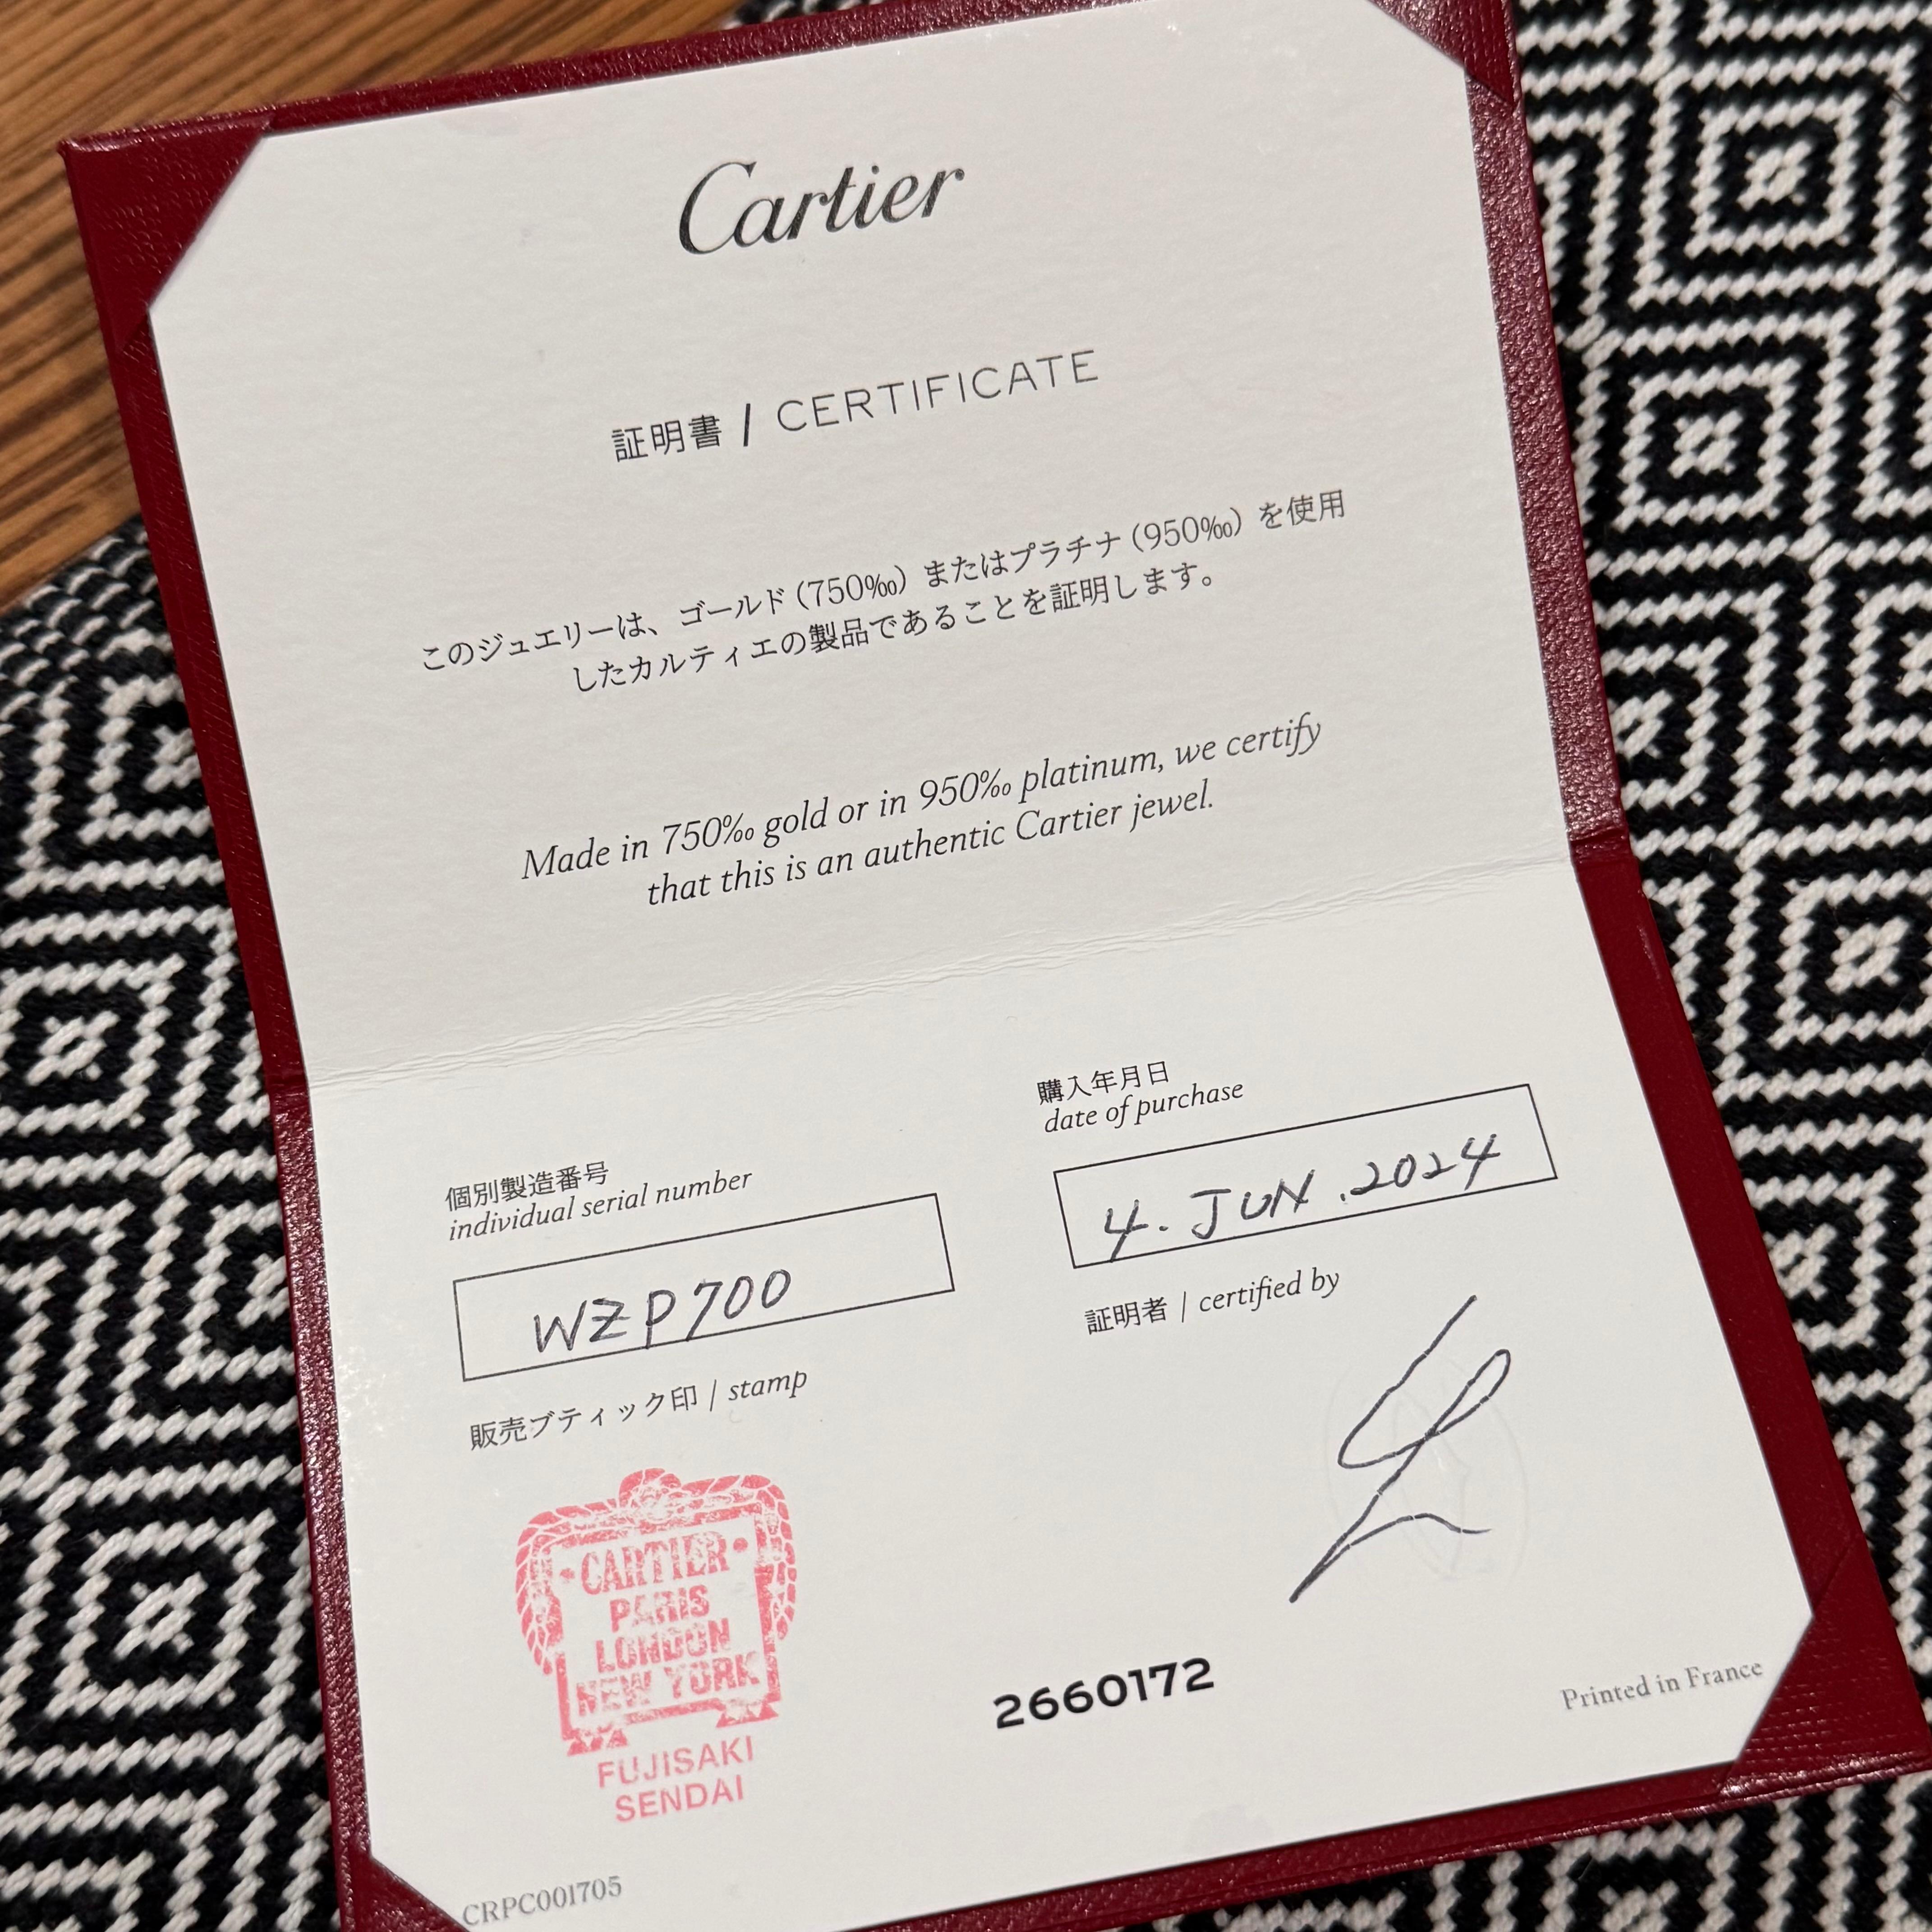 Cartier
証明書 / CERTIFICATE
このジュエリーは、ゴールド(750‰)またはプラチナ(950‰)を使用
したカルティエの製品であることを証明します。
Made in 750‰ gold or in 950‰ platinum, we certify
that this is an authentic Cartier jewel.
個別製造番号
individual serial number
WZP700
購入年月日
date of purchase
4. JUN .2024
販売ブティック印 / stamp
証明者 / certified by
CARTIER
PARIS
LONDON
NEW YORK
FUJISAKI
SENDAI
2660172
Printed in France
CRPC001705